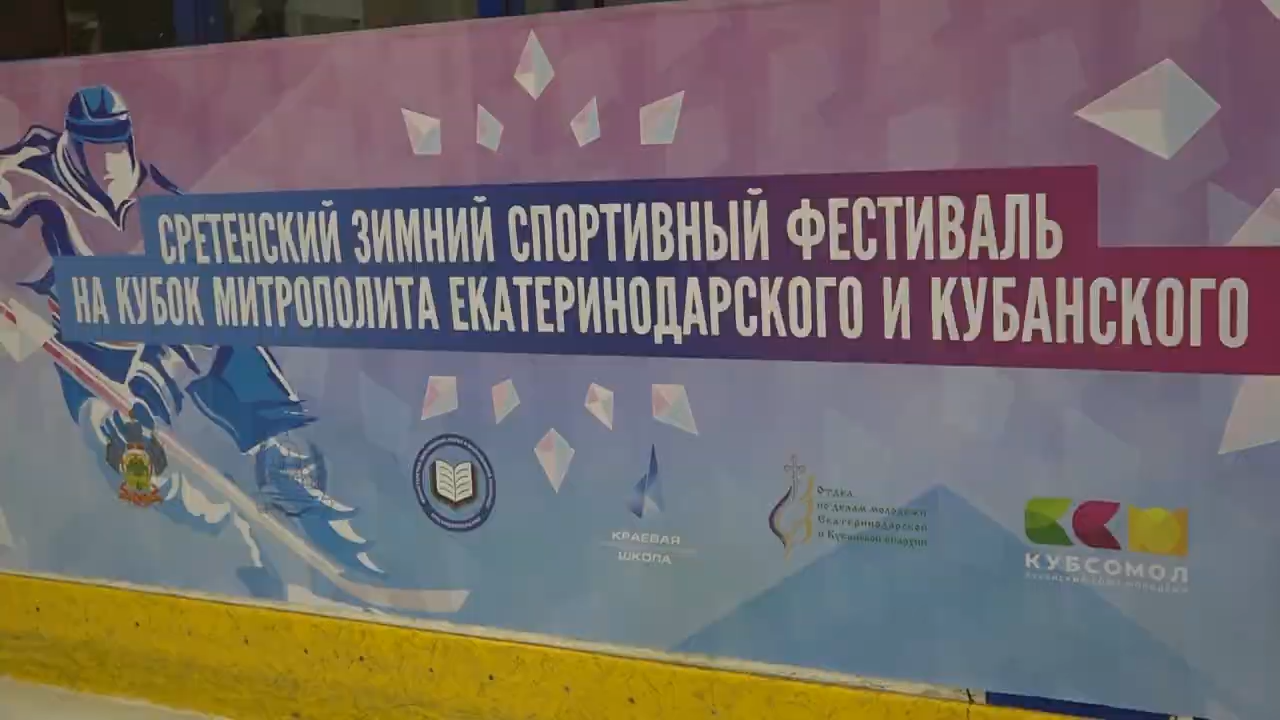 СРЕТЕНСКИЙ ЗИМНИЙ СПОРТИВНЫЙ ФЕСТИВАЛЬ
НА КУБОК МИТРОПОЛИТА ЕКАТЕРИНОДАРСКОГО И КУБАНСКОГО
КРАЕВАЯ
ШКОЛА
Отдел
по делам молодежи
Екатеринодарской
и Кубанской епархии
КУБСОМОЛ